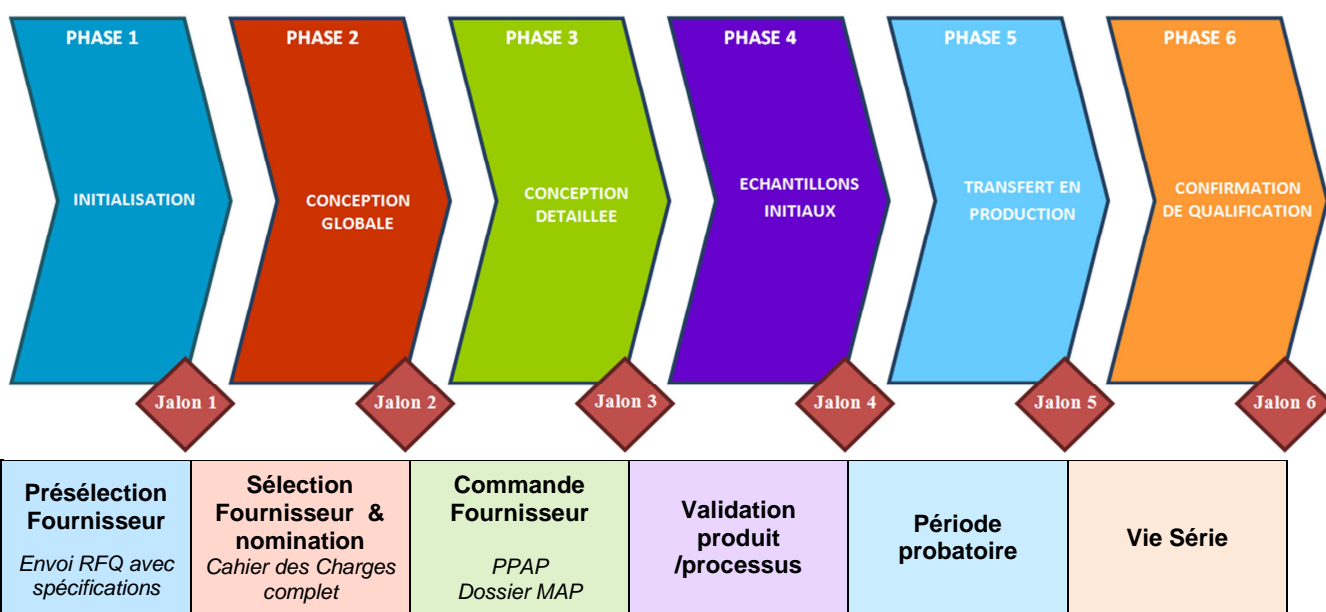 PHASE 1
PHASE 2
PHASE 3
PHASE 4
PHASE 5
PHASE 6
INITIALISATION
CONCEPTION
GLOBALE
CONCEPTION
DETAILLEE
ECHANTILLONS
INITIAUX
TRANSFERT EN
PRODUCTION
CONFIRMATION
DE QUALIFICATION
Jalon 1
Jalon 2
Jalon 3
Jalon 4
Jalon 5
Jalon 6
Présélection
Fournisseur
Envoi RFQ avec
spécifications
Sélection
Fournisseur &
nomination
Cahier des Charges
complet
Commande
Fournisseur
PPAP
Dossier MAP
Validation
produit
/processus
Période
probatoire
Vie Série